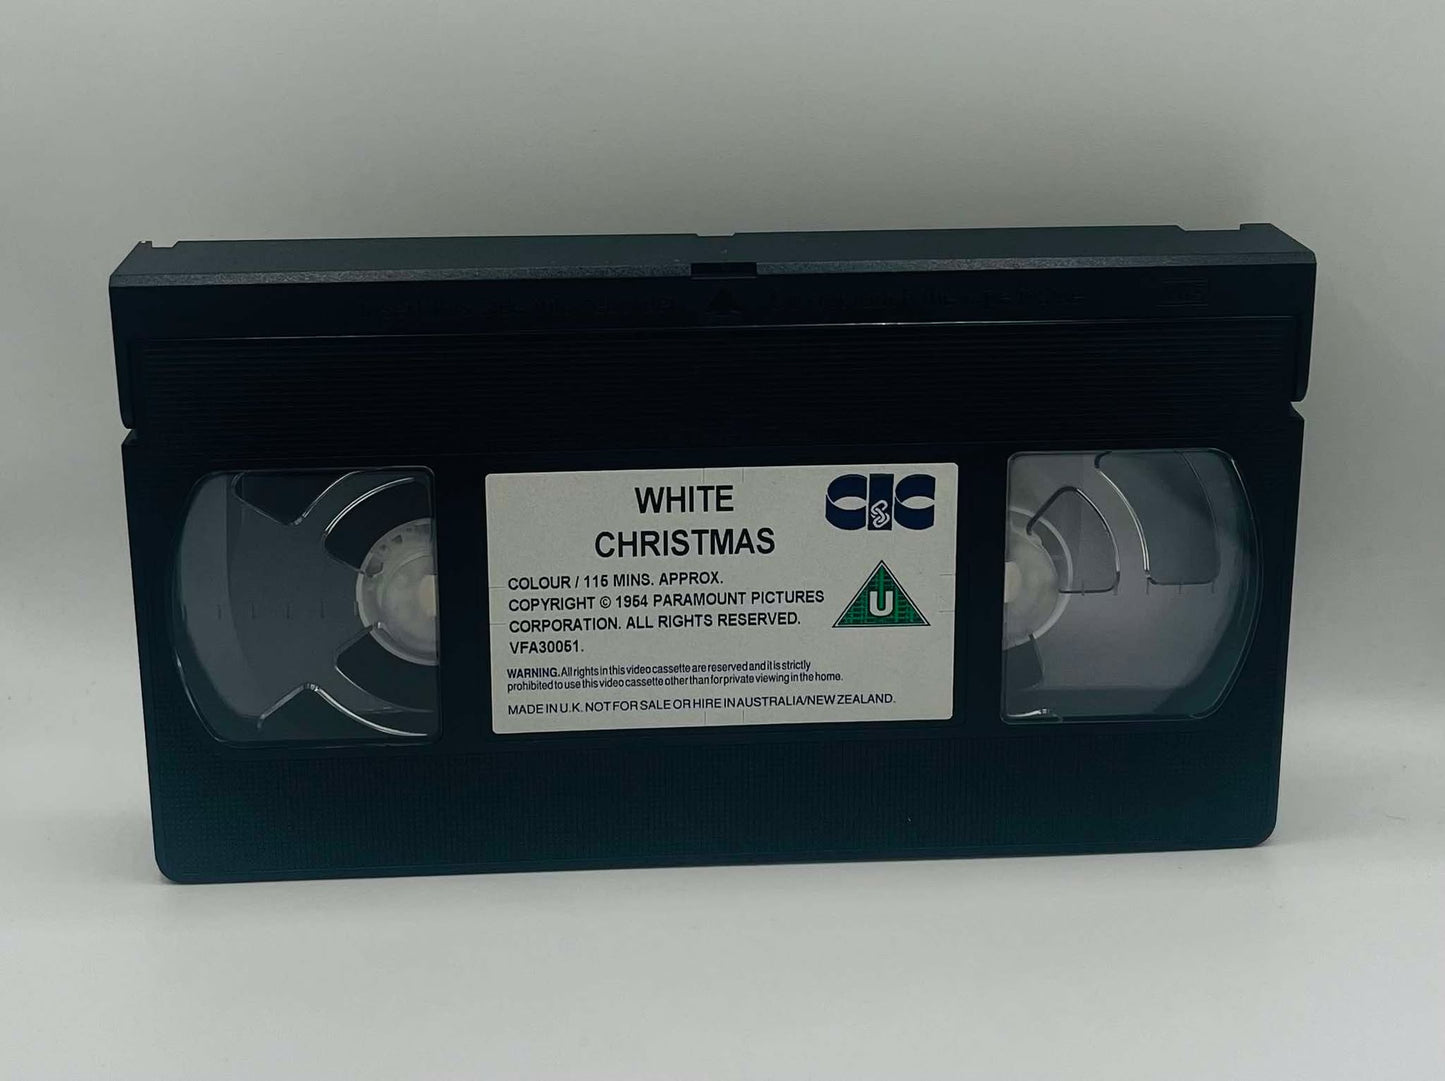 WHITE
CHRISTMAS
CIC
COLOUR / 115 MINS. APPROX.
COPYRIGHT © 1954 PARAMOUNT PICTURES
CORPORATION. ALL RIGHTS RESERVED.
VFA30051.
U
WARNING. All rights in this video cassette are reserved and it is strictly
prohibited to use this video cassette other than for private viewing in the home.
MADE IN U.K. NOT FOR SALE OR HIRE IN AUSTRALIA/NEW ZEALAND.